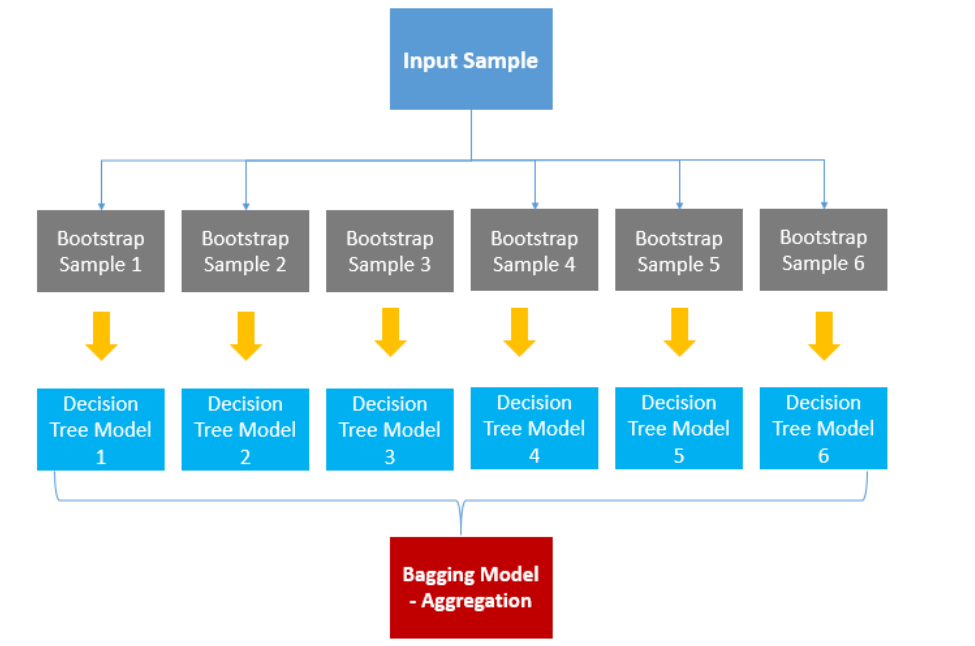 Input Sample
Bootstrap
Sample 1
Bootstrap
Sample 2
Bootstrap
Sample 3
Bootstrap
Sample 4
Bootstrap
Sample 5
Bootstrap
Sample 6
Decision
Tree Model
1
Decision
Tree Model
2
Decision
Tree Model
3
Decision
Tree Model
4
Decision
Tree Model
5
Decision
Tree Model
6
Bagging Model
- Aggregation